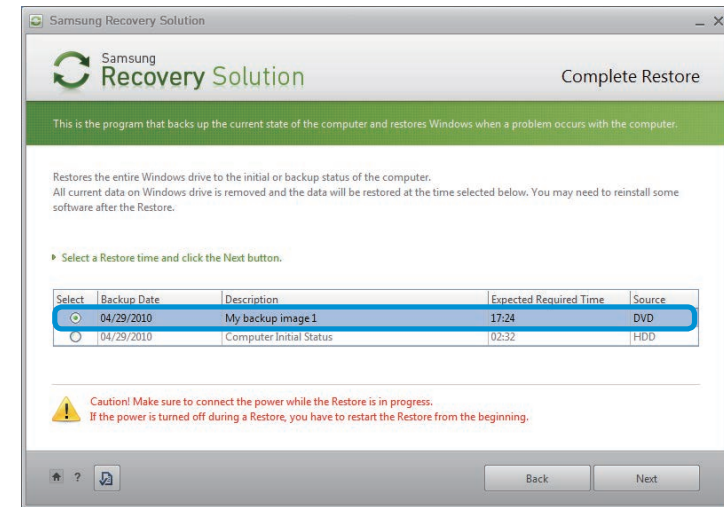 Samsung Recovery Solution
Samsung
Recovery Solution
Complete Restore
This is the program that backs up the current state of the computer and restores Windows when a problem occurs with the computer.
Restores the entire Windows drive to the initial or backup status of the computer.
All current data on Windows drive is removed and the data will be restored at the time selected below. You may need to reinstall some
software after the Restore.
Select a Restore time and click the Next button.
Select Backup Date Description Expected Required Time Source
04/29/2010 My backup image 1 17:24 DVD
04/29/2010 Computer Initial Status 02:32 HDD
Caution! Make sure to connect the power while the Restore is in progress.
If the power is turned off during a Restore, you have to restart the Restore from the beginning.
? Back Next